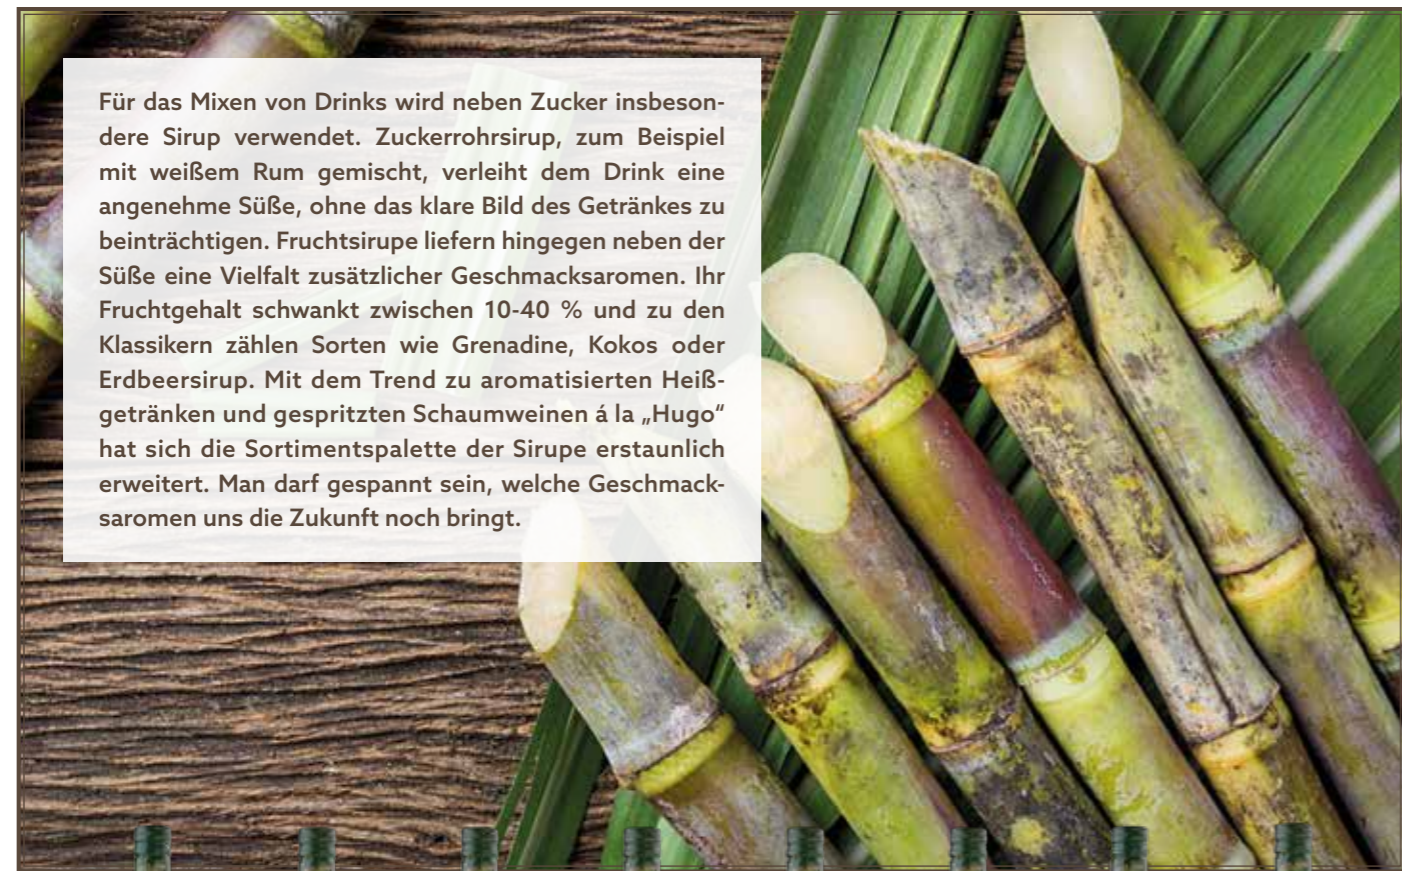 Für das Mixen von Drinks wird neben Zucker insbeson-
dere Sirup verwendet. Zuckerrohrsirup, zum Beispiel
mit weißem Rum gemischt, verleiht dem Drink eine
angenehme Süße, ohne das klare Bild des Getränkes zu
beinträchtigen. Fruchtsirupe liefern hingegen neben der
Süße eine Vielfalt zusätzlicher Geschmacksaromen. Ihr
Fruchtgehalt schwankt zwischen 10-40 % und zu den
Klassikern zählen Sorten wie Grenadine, Kokos oder
Erdbeersirup. Mit dem Trend zu aromatisierten Heiß-
getränken und gespritzten Schaumweinen á la „Hugo“
hat sich die Sortimentspalette der Sirupe erstaunlich
erweitert. Man darf gespannt sein, welche Geschmack-
saromen uns die Zukunft noch bringt.